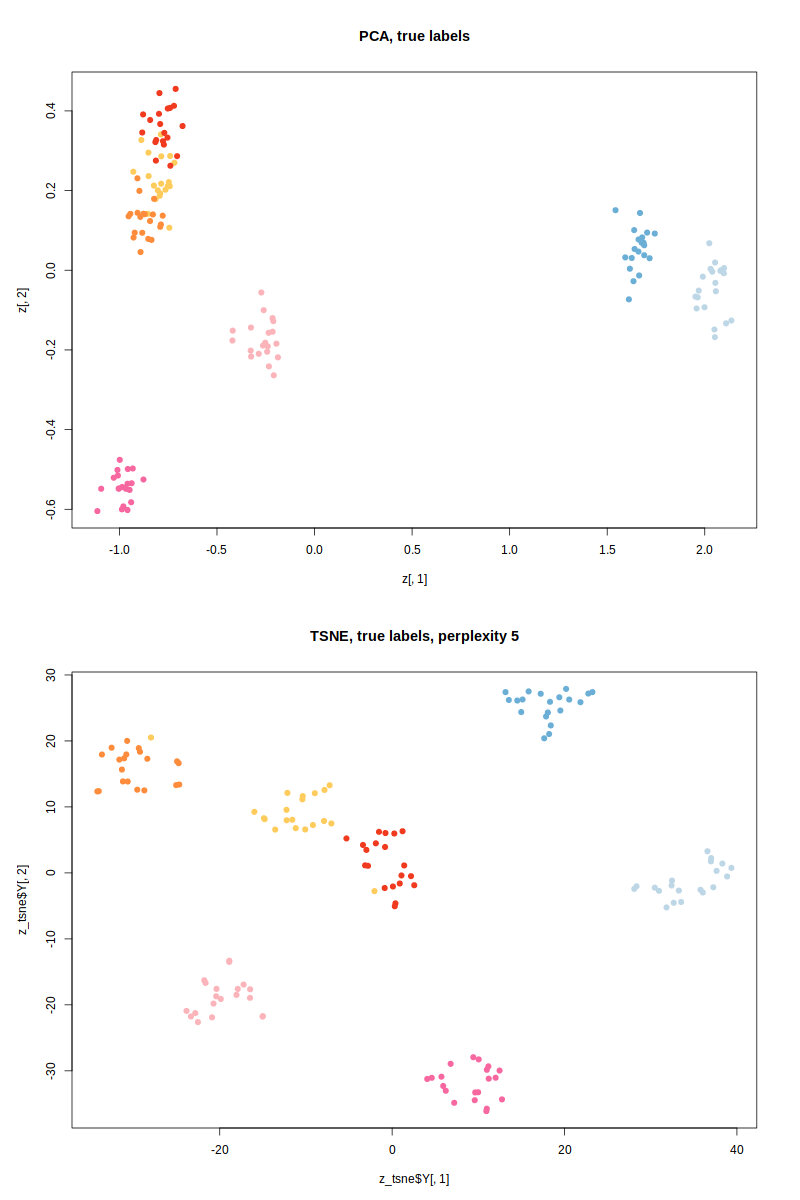 PCA, true labels
0.4
0.2
0.0
-0.2
-0.4
-0.6
z[, 2]
-1.0 -0.5 0.0 0.5 1.0 1.5 2.0
z[, 1]
TSNE, true labels, perplexity 5
30
20
10
0
-10
-20
-30
z_tsne$Y[, 2]
-20 0 20 40
z_tsne$Y[, 1]